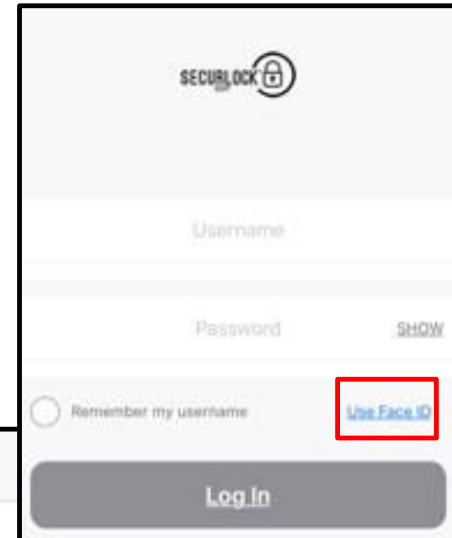 SECURLOCK
Username
Password SHOW
Remember my username Use Face ID
Log In